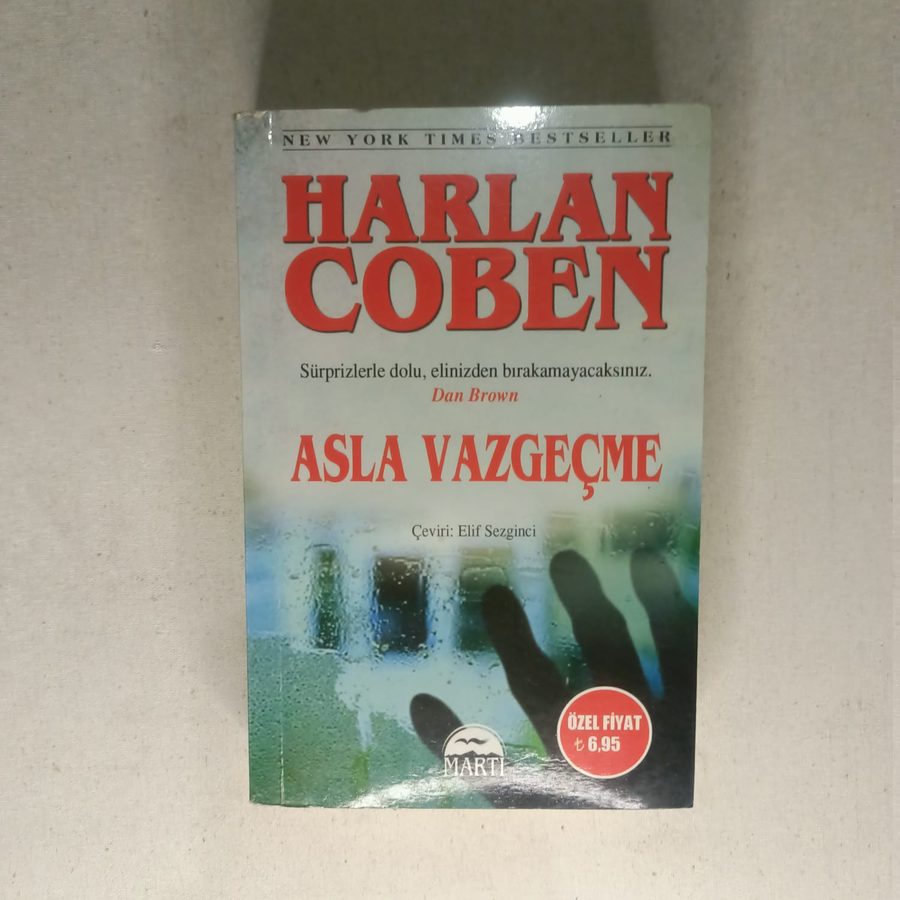 NEW YORK TIMES BESTSELLER
HARLAN
COBEN
Sürprizlerle dolu, elinizden bırakamayacaksınız.
Dan Brown
ASLA VAZGEÇME
Çeviri: Elif Sezginci
ÖZEL FİYAT
₺ 6,95
MARTI